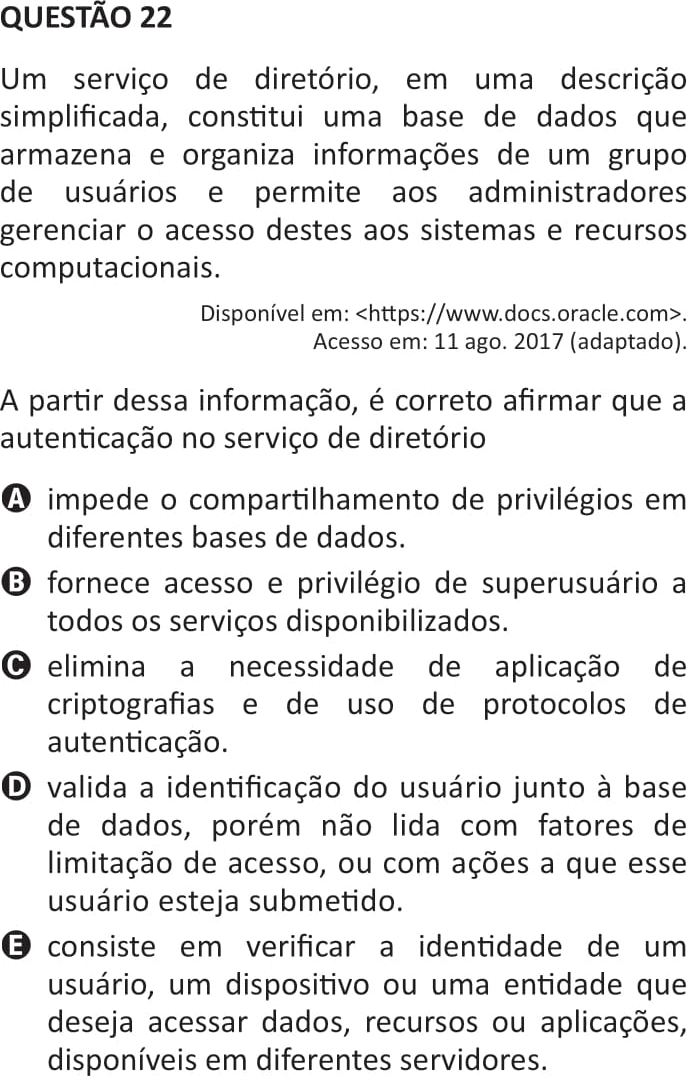 QUESTÃO 22
Um serviço de diretório, em uma descrição
simplificada, constitui uma base de dados que
armazena e organiza informações de um grupo
de usuários e permite aos administradores
gerenciar o acesso destes aos sistemas e recursos
computacionais.
Disponível em: <https://www.docs.oracle.com>.
Acesso em: 11 ago. 2017 (adaptado).
A partir dessa informação, é correto afirmar que a
autenticação no serviço de diretório
A impede o compartilhamento de privilégios em
diferentes bases de dados.
B fornece acesso e privilégio de superusuário a
todos os serviços disponibilizados.
C elimina a necessidade de aplicação de
criptografias e de uso de protocolos de
autenticação.
D valida a identificação do usuário junto à base
de dados, porém não lida com fatores de
limitação de acesso, ou com ações a que esse
usuário esteja submetido.
E consiste em verificar a identidade de um
usuário, um dispositivo ou uma entidade que
deseja acessar dados, recursos ou aplicações,
disponíveis em diferentes servidores.